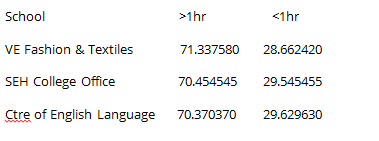 School >1hr <1hr
VE Fashion & Textiles 71.337580 28.662420
SEH College Office 70.454545 29.545455
Ctre of English Language 70.370370 29.629630